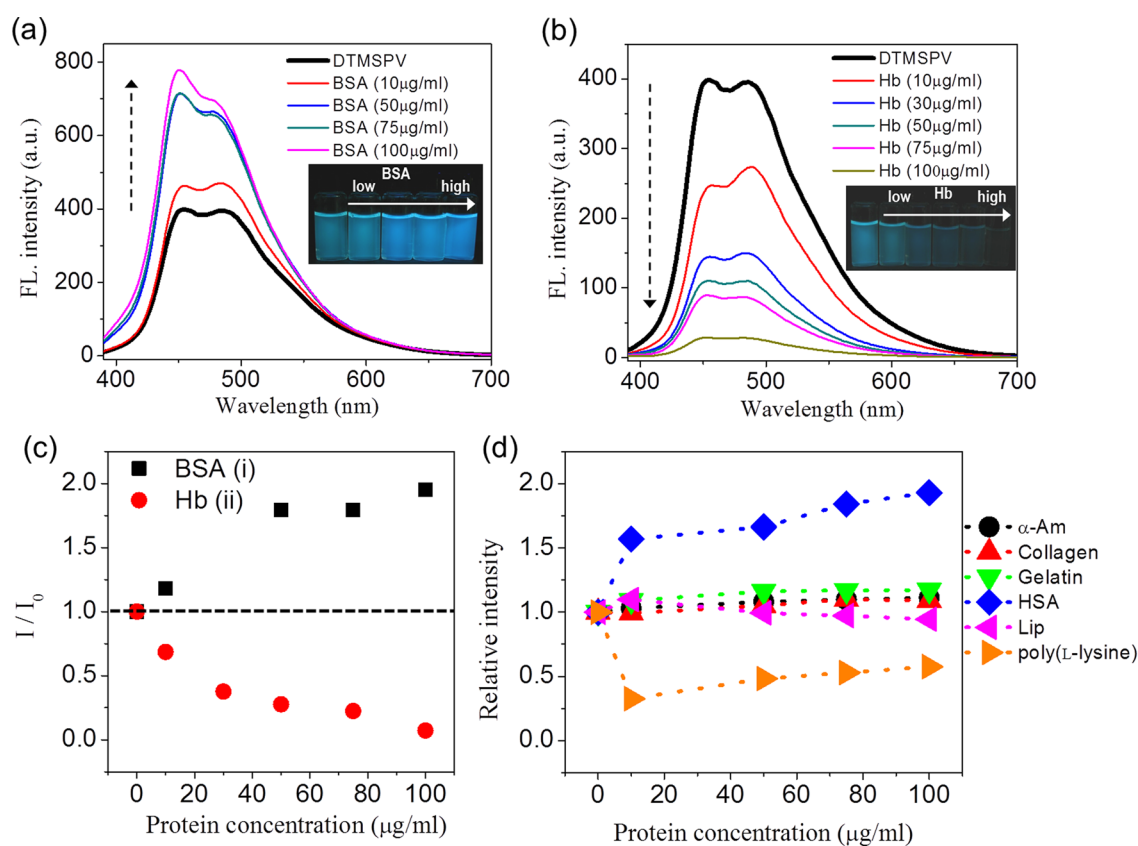 (a)
DTMSPV
BSA (10μg/ml)
BSA (50μg/ml)
BSA (75μg/ml)
BSA (100μg/ml)
BSA
low
high
800
600
400
200
0
FL. intensity (a.u.)
400
500
600
700
Wavelength (nm)
(b)
DTMSPV
Hb (10μg/ml)
Hb (30μg/ml)
Hb (50μg/ml)
Hb (75μg/ml)
Hb (100μg/ml)
low
Hb
high
400
350
300
250
200
150
100
50
0
FL. intensity (a.u.)
400
500
600
700
Wavelength (nm)
(c)
BSA (i)
Hb (ii)
2.0
1.5
1.0
0.5
0.0
I / I0
0
20
40
60
80
100
Protein concentration (μg/ml)
(d)
α-Am
Collagen
Gelatin
HSA
Lip
poly(L-lysine)
2.0
1.5
1.0
0.5
0.0
Relative intensity
0
20
40
60
80
100
Protein concentration (μg/ml)